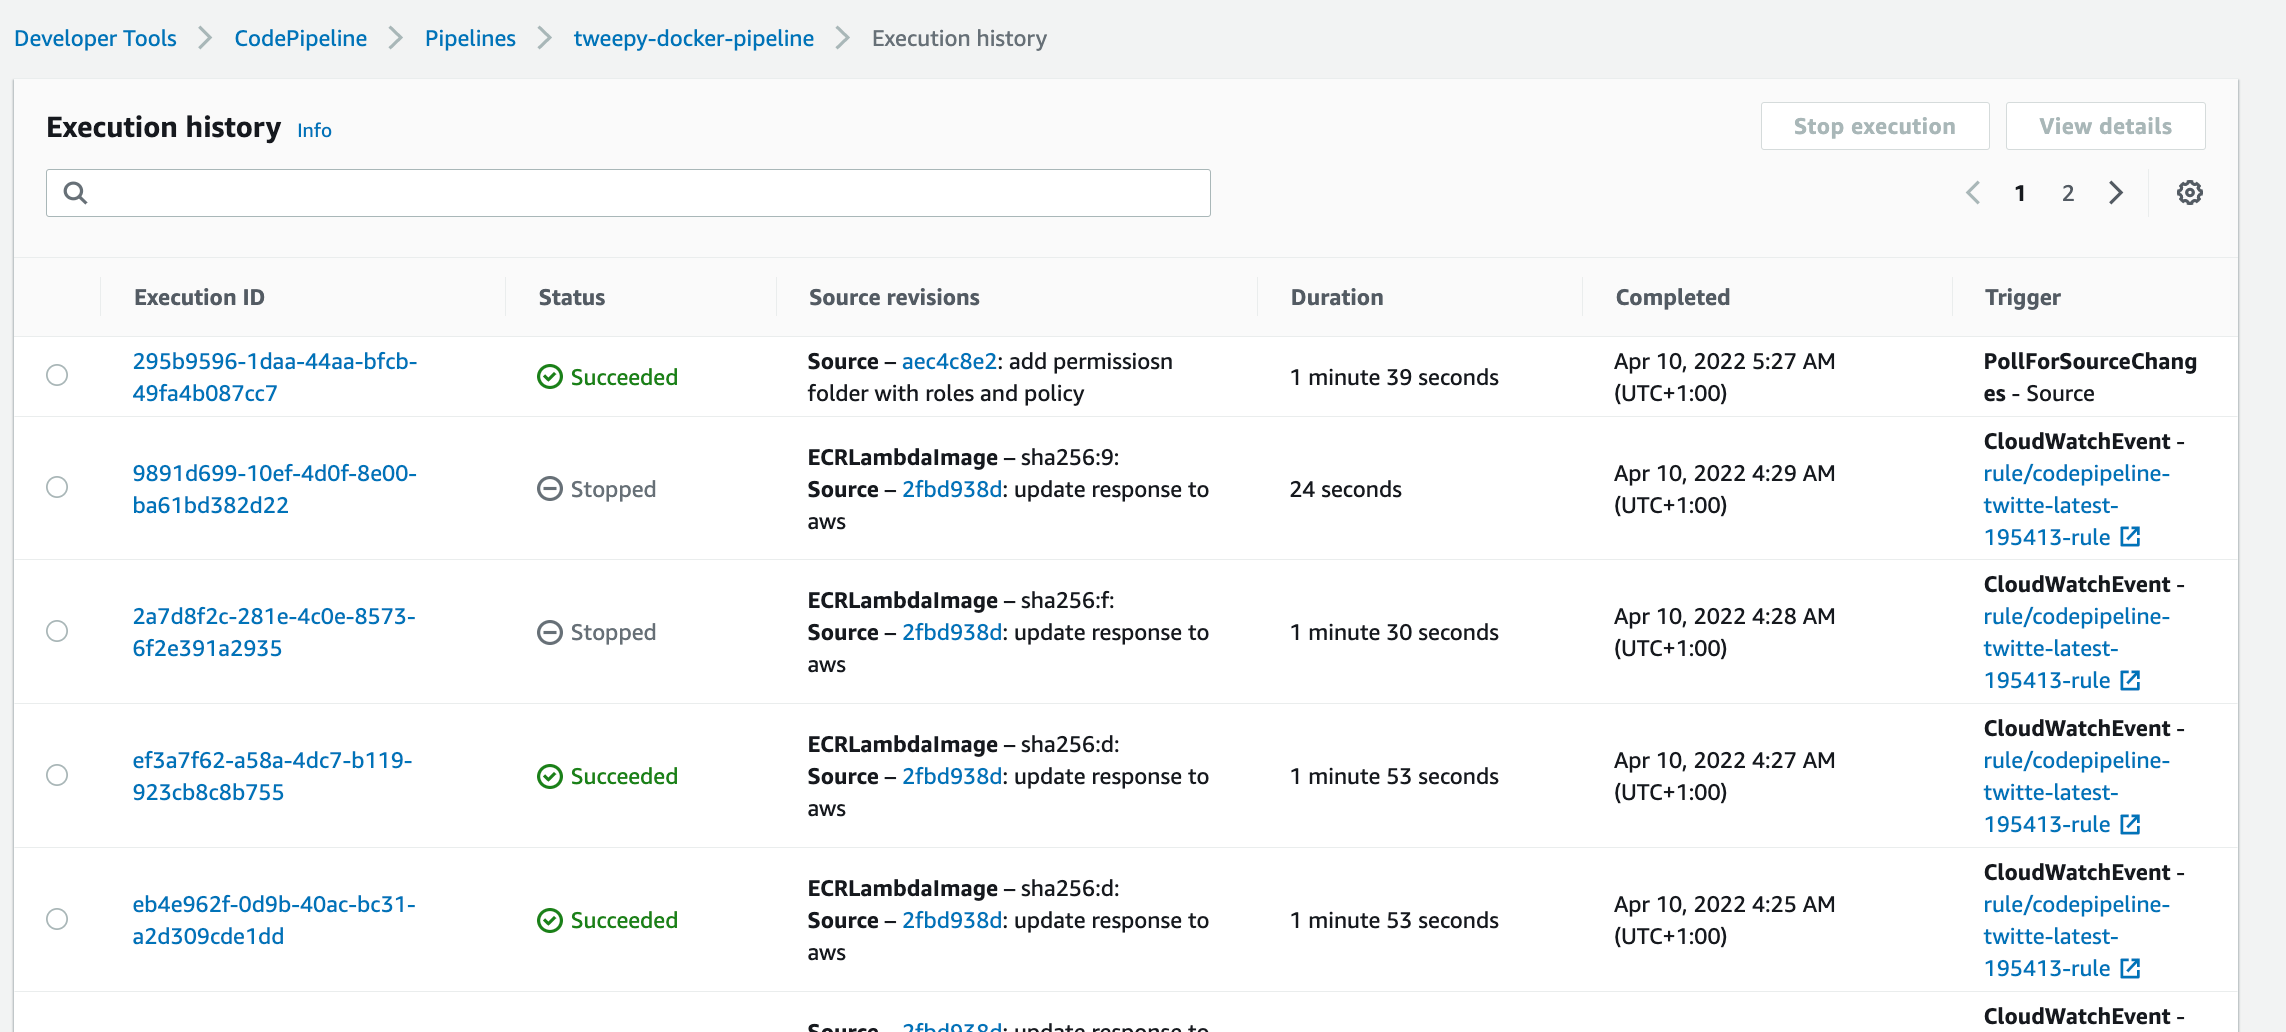 Developer Tools > CodePipeline > Pipelines > tweepy-docker-pipeline > Execution history
Execution history Info
Stop execution View details
1 2
Execution ID Status Source revisions Duration Completed Trigger
295b9596-1daa-44aa-bfcb-
49fa4b087cc7
Succeeded
Source – aec4c8e2: add permissiosn
folder with roles and policy
1 minute 39 seconds
Apr 10, 2022 5:27 AM
(UTC+1:00)
PollForSourceChang
es - Source
9891d699-10ef-4d0f-8e00-
ba61bd382d22
Stopped
ECRLambdaImage – sha256:9:
Source – 2fbd938d: update response to
aws
24 seconds
Apr 10, 2022 4:29 AM
(UTC+1:00)
CloudWatchEvent -
rule/codepipeline-
twitte-latest-
195413-rule
2a7d8f2c-281e-4c0e-8573-
6f2e391a2935
Stopped
ECRLambdaImage – sha256:f:
Source – 2fbd938d: update response to
aws
1 minute 30 seconds
Apr 10, 2022 4:28 AM
(UTC+1:00)
CloudWatchEvent -
rule/codepipeline-
twitte-latest-
195413-rule
ef3a7f62-a58a-4dc7-b119-
923cb8c8b755
Succeeded
ECRLambdaImage – sha256:d:
Source – 2fbd938d: update response to
aws
1 minute 53 seconds
Apr 10, 2022 4:27 AM
(UTC+1:00)
CloudWatchEvent -
rule/codepipeline-
twitte-latest-
195413-rule
eb4e962f-0d9b-40ac-bc31-
a2d309cde1dd
Succeeded
ECRLambdaImage – sha256:d:
Source – 2fbd938d: update response to
aws
1 minute 53 seconds
Apr 10, 2022 4:25 AM
(UTC+1:00)
CloudWatchEvent -
rule/codepipeline-
twitte-latest-
195413-rule
Source – 2fbd938d: update response to
CloudWatchEvent -